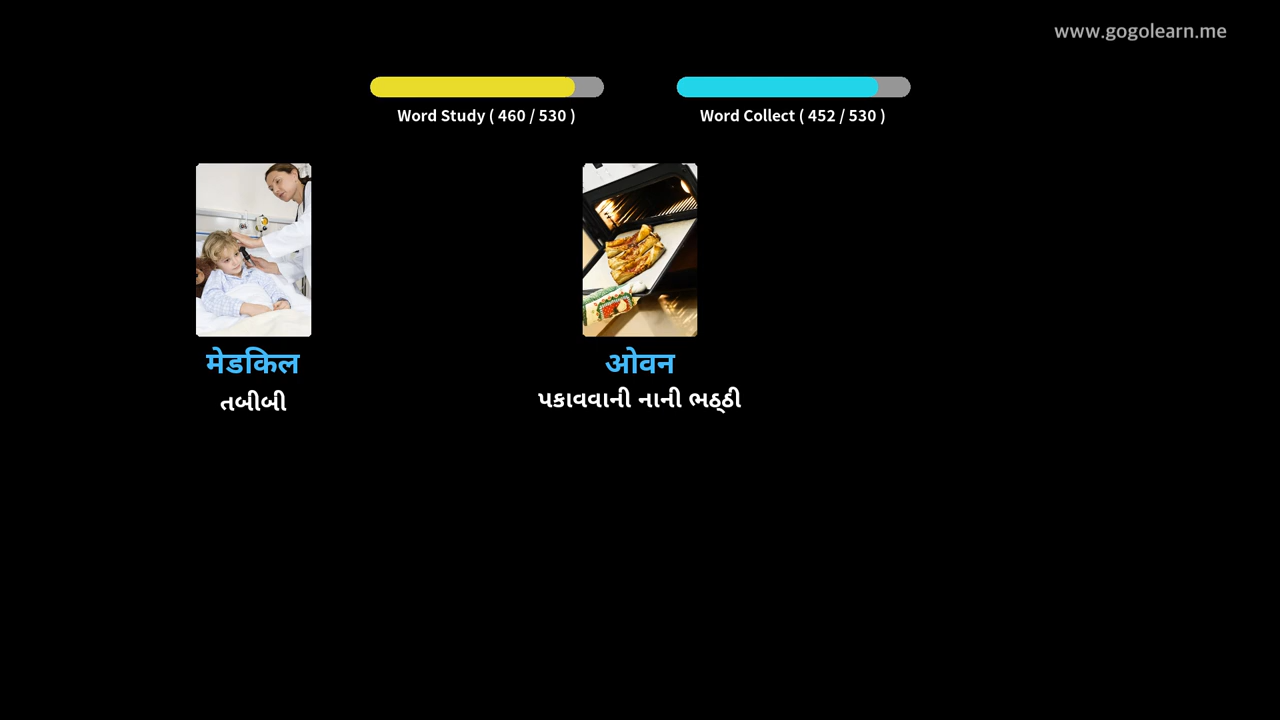 www.gogolearn.me
Word Study ( 460 / 530 )
Word Collect ( 452 / 530 )
मेडकिल
ओवन
તબીબી
પકાવવાની નાની ભઠ્ઠી